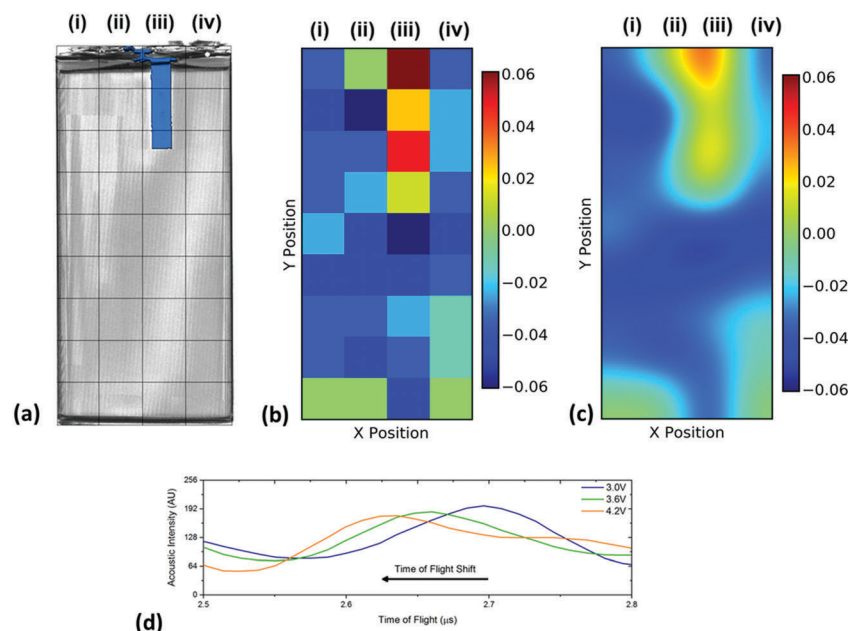 (i) (ii) (iii) (iv)
(a)
(i) (ii) (iii) (iv)
Y Position
X Position
0.06
0.04
0.02
0.00
−0.02
−0.04
−0.06
(b)
(i) (ii) (iii) (iv)
Y Position
X Position
0.06
0.04
0.02
0.00
−0.02
−0.04
−0.06
(c)
256
192
128
64
0
Acoustic Intensity (AU)
3.0V
3.6V
4.2V
Time of Flight Shift
2.5 2.6 2.7 2.8
Time of Flight (μs)
(d)